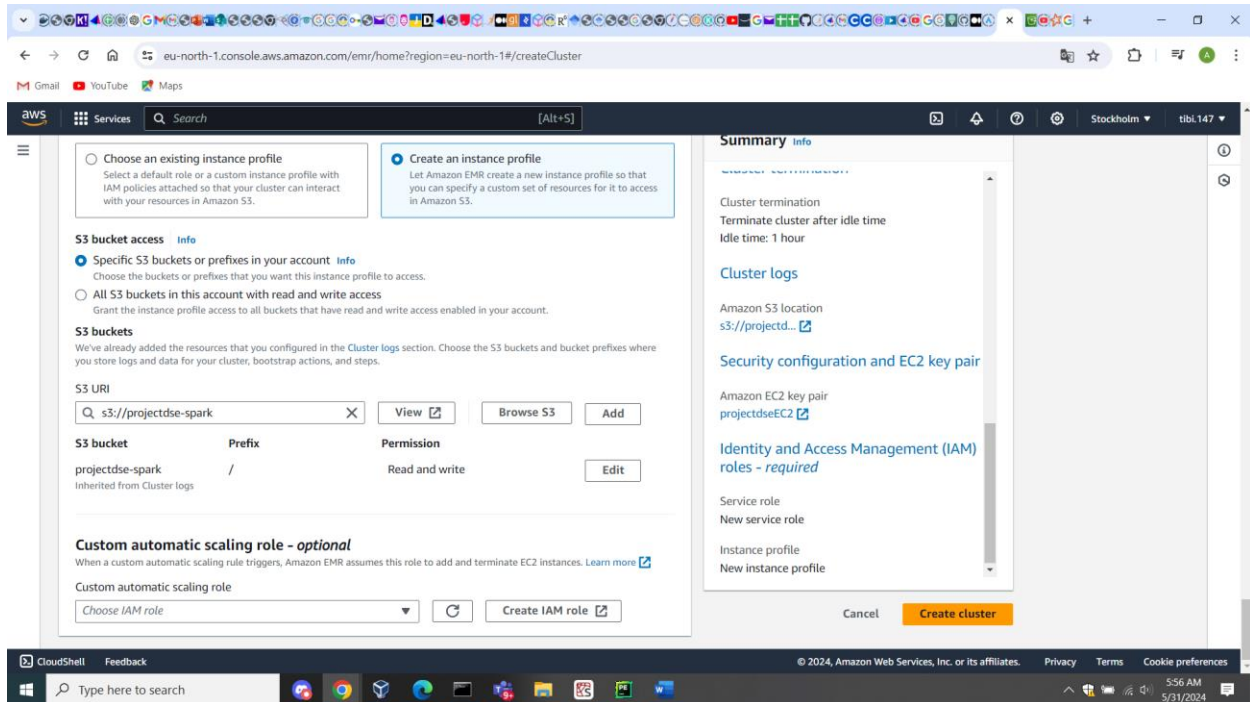 eu-north-1.console.aws.amazon.com/emr/home?region=eu-north-1#/createCluster
Gmail YouTube Maps
aws Services Search [Alt+S] Stockholm tibi.147
Choose an existing instance profile
Select a default role or a custom instance profile with
IAM policies attached so that your cluster can interact
with your resources in Amazon S3.
Create an instance profile
Let Amazon EMR create a new instance profile so that
you can specify a custom set of resources for it to access
in Amazon S3.
S3 bucket access Info
Specific S3 buckets or prefixes in your account Info
Choose the buckets or prefixes that you want this instance profile to access.
All S3 buckets in this account with read and write access
Grant the instance profile access to all buckets that have read and write access enabled in your account.
S3 buckets
We've already added the resources that you configured in the Cluster logs section. Choose the S3 buckets and bucket prefixes where
you store logs and data for your cluster, bootstrap actions, and steps.
S3 URI
s3://projectdse-spark View Browse S3 Add
S3 bucket Prefix Permission
projectdse-spark / Read and write Edit
Inherited from Cluster logs
Custom automatic scaling role - optional
When a custom automatic scaling rule triggers, Amazon EMR assumes this role to add and terminate EC2 instances. Learn more
Custom automatic scaling role
Choose IAM role Create IAM role
Summary Info
Cluster termination
Cluster termination
Terminate cluster after idle time
Idle time: 1 hour
Cluster logs
Amazon S3 location
s3://projectd...
Security configuration and EC2 key pair
Amazon EC2 key pair
projectdseEC2
Identity and Access Management (IAM)
roles - required
Service role
New service role
Instance profile
New instance profile
Cancel Create cluster
CloudShell Feedback © 2024, Amazon Web Services, Inc. or its affiliates. Privacy Terms Cookie preferences
Type here to search
5:56 AM
5/31/2024